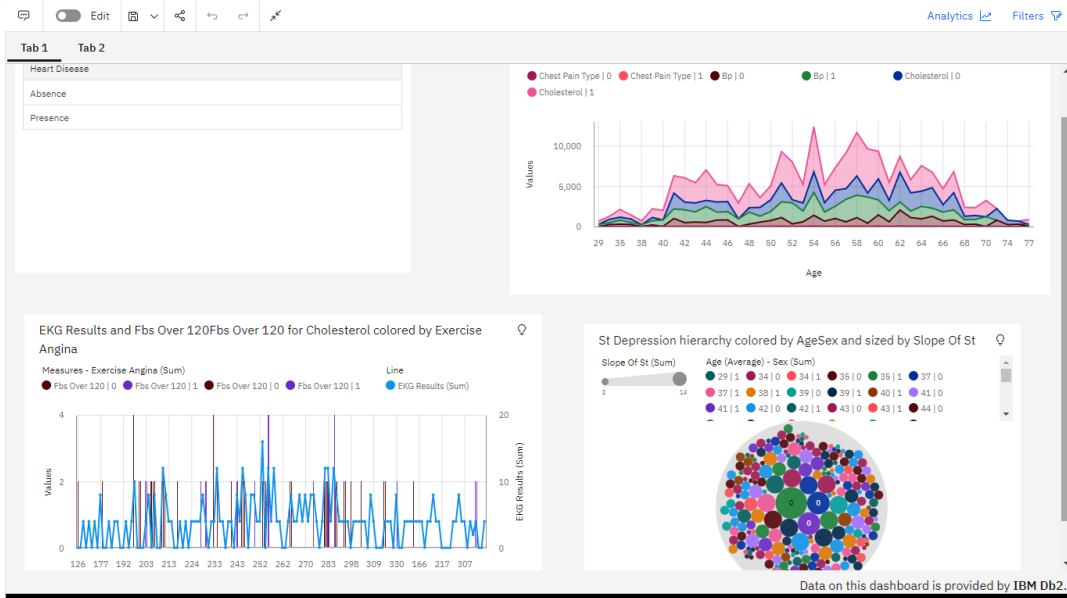 Edit
Analytics
Filters
Tab 1 Tab 2
Heart Disease
Absence
Presence
Chest Pain Type | 0 Chest Pain Type | 1 Bp | 0 Bp | 1 Cholesterol | 0
Cholesterol | 1
Values
10,000
5,000
0
29 35 38 40 42 44 46 48 50 52 54 56 58 60 62 64 66 68 70 74 77
Age
EKG Results and Fbs Over 120Fbs Over 120 for Cholesterol colored by Exercise
Angina
Measures - Exercise Angina (Sum)
Fbs Over 120 | 0 Fbs Over 120 | 1 Fbs Over 120 | 0 Fbs Over 120 | 1
Line
EKG Results (Sum)
Values
4
2
0
20
10
0
EKG Results (Sum)
126 177 192 203 213 224 233 243 252 262 270 283 298 309 330 166 217 307
St Depression hierarchy colored by AgeSex and sized by Slope Of St
Slope Of St (Sum)
2 14
Age (Average) - Sex (Sum)
29 | 1 34 | 0 34 | 1 35 | 0 35 | 1 37 | 0
37 | 1 38 | 1 39 | 0 39 | 1 40 | 1 41 | 0
41 | 1 42 | 0 42 | 1 43 | 0 43 | 1 44 | 0
0 0
0
Data on this dashboard is provided by IBM Db2.